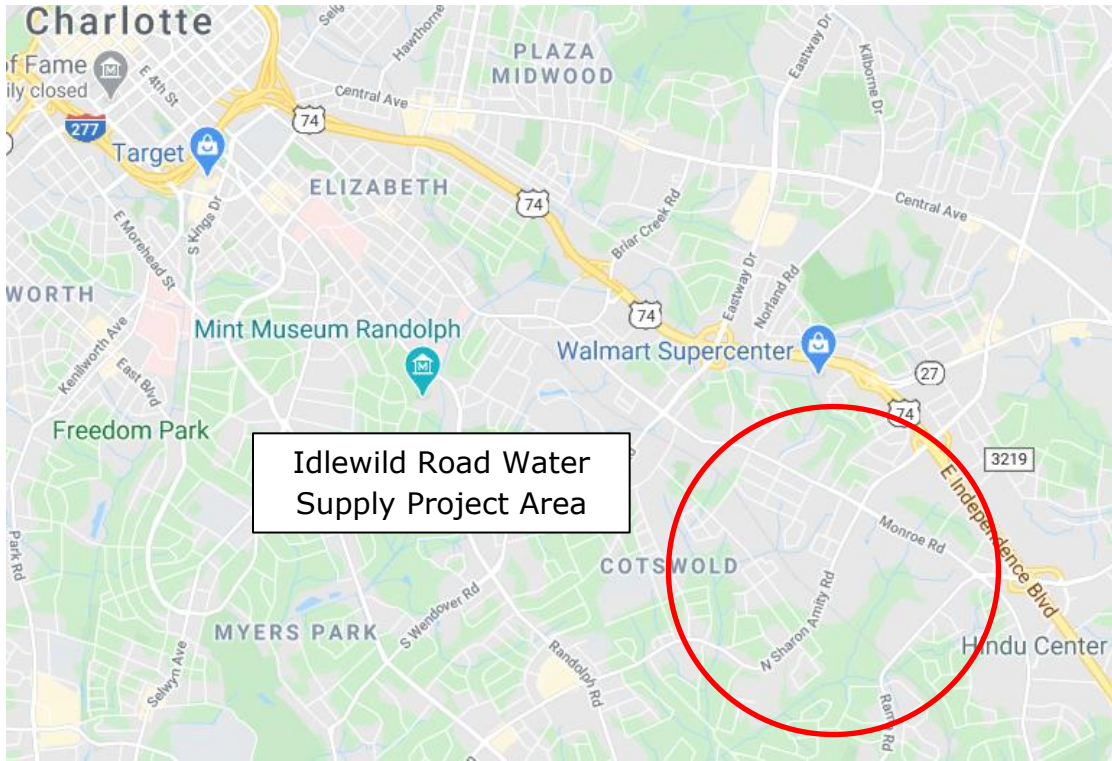 Charlotte
of Fame
ily closed
E 4th St
277
Target
S Kings Dr
E Morehead St
WORTH
Kenilworth Ave
East Blvd
Freedom Park
Park Rd
Hawthorne
Central Ave
74
ELIZABETH
PLAZA
MIDWOOD
74
Briar Creek Rd
Eastway Dr
Kilborne Dr
Central Ave
Norland Rd
Eastway Dr
74
Mint Museum Randolph
M
Walmart Supercenter
27
74
3219
Idlewild Road Water
Supply Project Area
E Independence Blvd
Monroe Rd
COTSWOLD
N Sharon Amity Rd
MYERS PARK
S Wendover Rd
Selwyn Ave
Randolph Rd
Hindu Center
Rama Rd